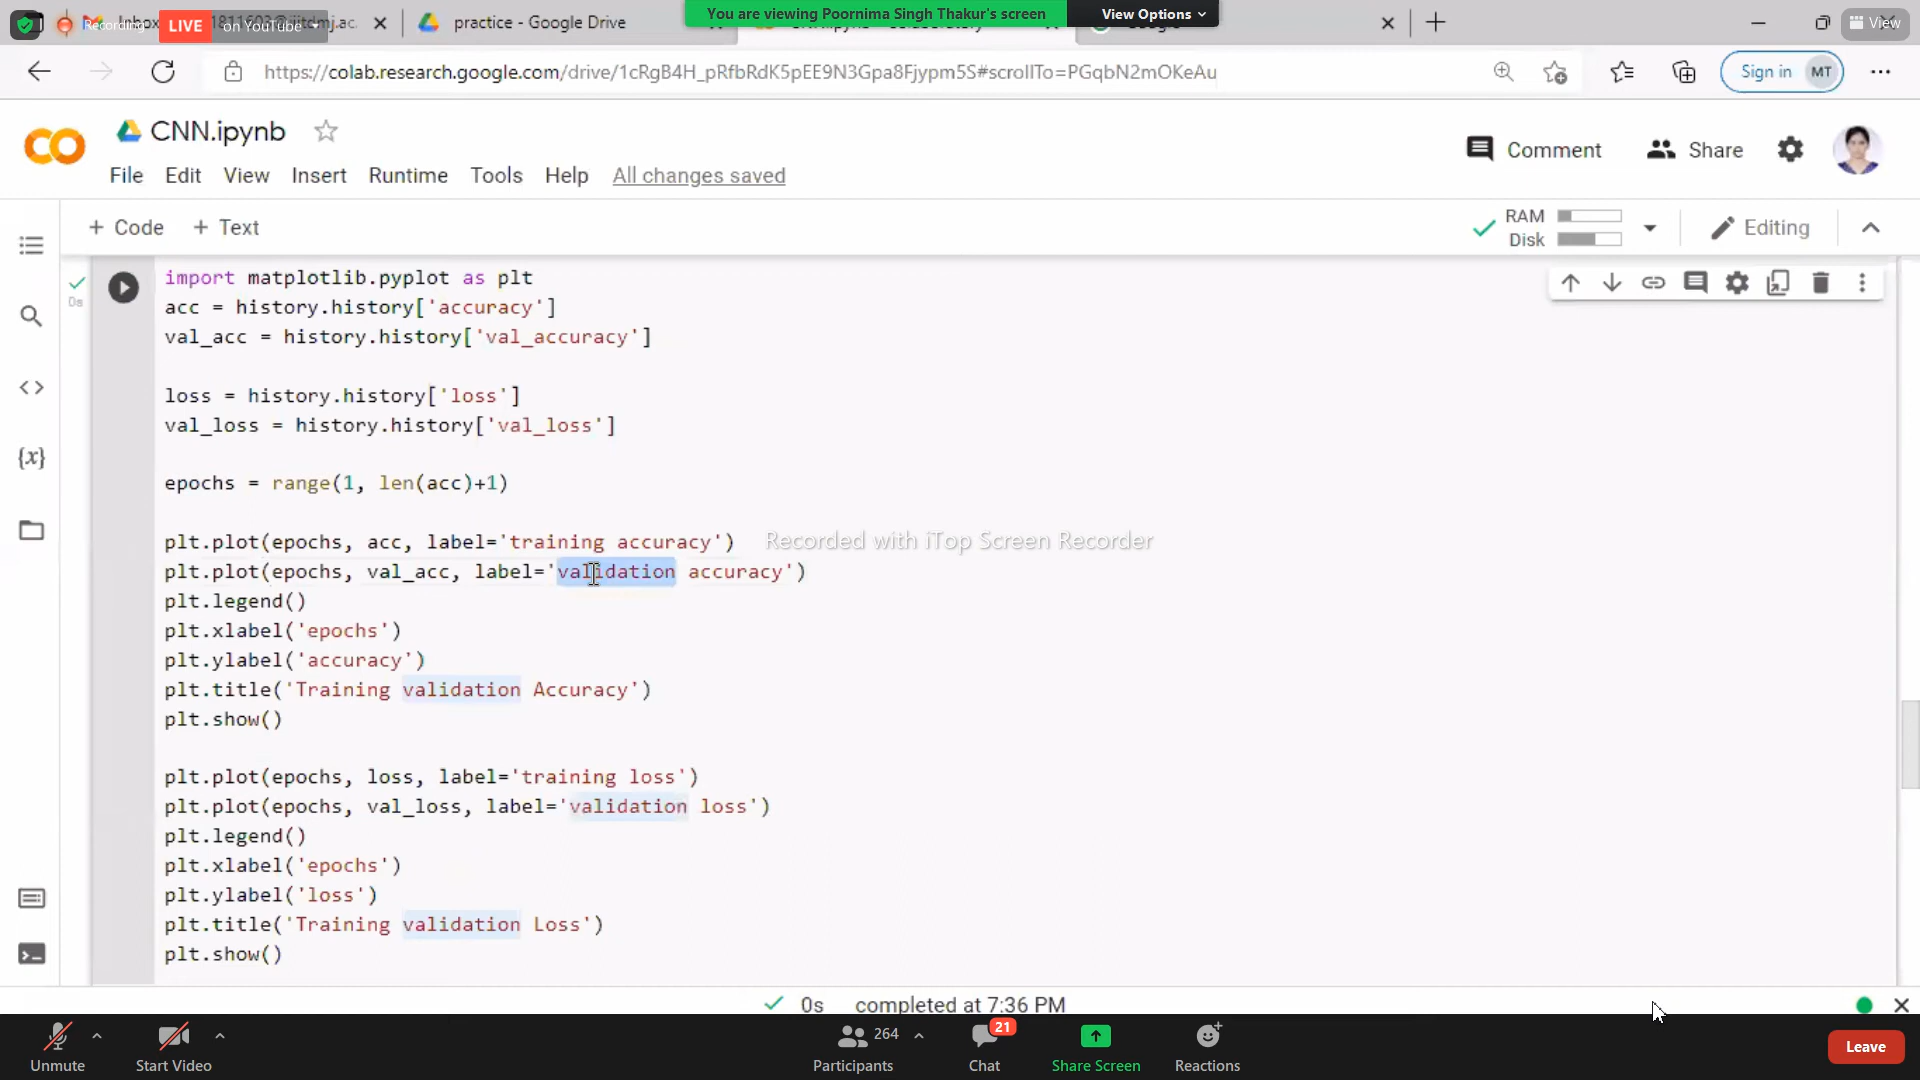 You are viewing Poornima Singh Thakur's screen
View Options
View
Recording
LIVE
on YouTube
practice - Google Drive
https://colab.research.google.com/drive/1cRgB4H_pRfbRdK5pEE9N3Gpa8Fjypm5S#scrollTo=PGqbN2mOKeAu
Sign in
MT
CO
CNN.ipynb
Comment
Share
File Edit View Insert Runtime Tools Help All changes saved
+ Code + Text
RAM
Disk
Editing
0s
import matplotlib.pyplot as plt
acc = history.history['accuracy']
val_acc = history.history['val_accuracy']
loss = history.history['loss']
val_loss = history.history['val_loss']
epochs = range(1, len(acc)+1)
plt.plot(epochs, acc, label='training accuracy')
Recorded with iTop Screen Recorder
plt.plot(epochs, val_acc, label='validation accuracy')
plt.legend()
plt.xlabel('epochs')
plt.ylabel('accuracy')
plt.title('Training validation Accuracy')
plt.show()
plt.plot(epochs, loss, label='training loss')
plt.plot(epochs, val_loss, label='validation loss')
plt.legend()
plt.xlabel('epochs')
plt.ylabel('loss')
plt.title('Training validation Loss')
plt.show()
{x}
0s completed at 7:36 PM
Unmute
Start Video
264
Participants
21
Chat
Share Screen
Reactions
Leave